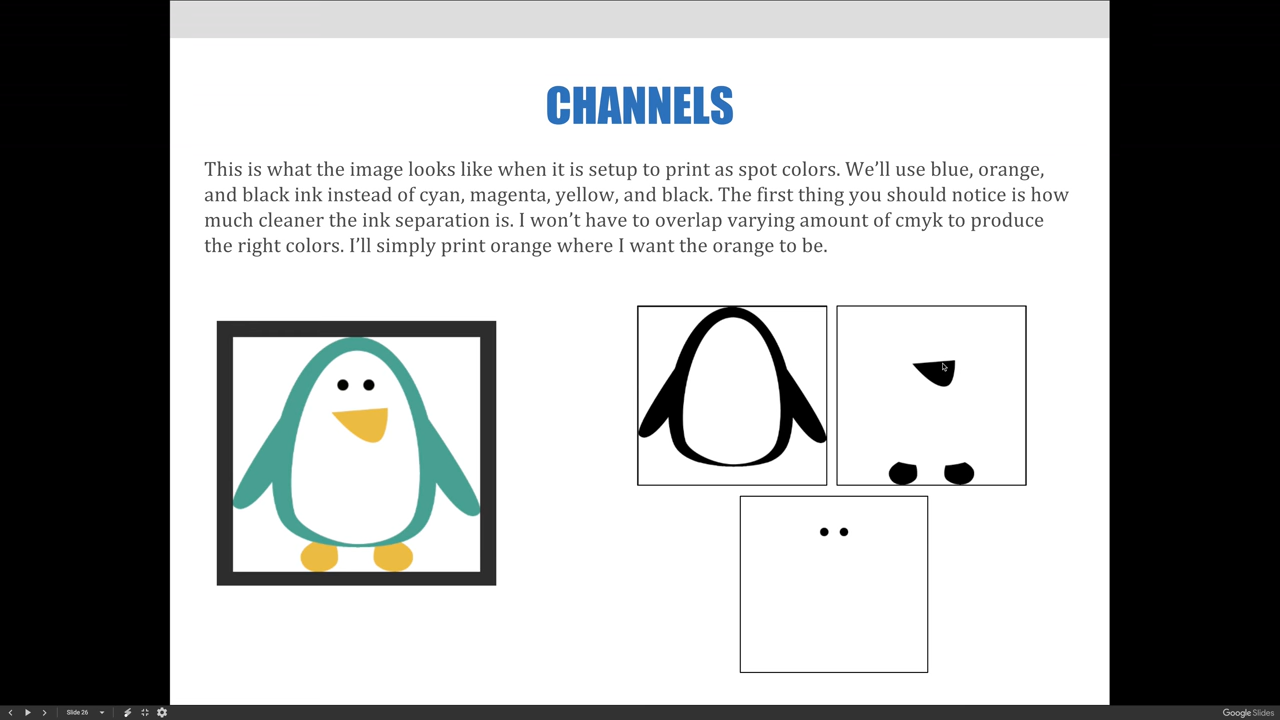 CHANNELS
This is what the image looks like when it is setup to print as spot colors. We’ll use blue, orange,
and black ink instead of cyan, magenta, yellow, and black. The first thing you should notice is how
much cleaner the ink separation is. I won’t have to overlap varying amount of cmyk to produce
the right colors. I’ll simply print orange where I want the orange to be.
Slide 26
Google Slides